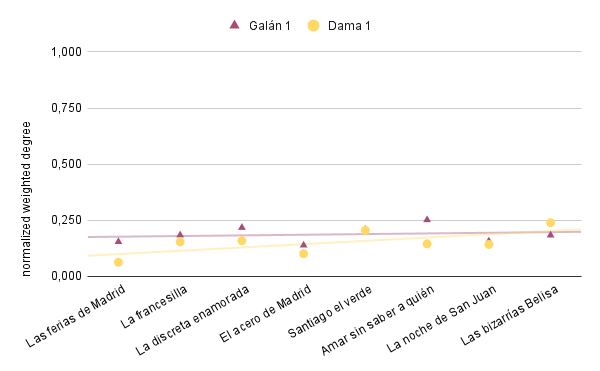 Galán 1
Dama 1
1,000
0,750
0,500
0,250
0,000
normalized weighted degree
Las ferias de Madrid
La francesilla
La discreta enamorada
El acero de Madrid
Santiago el verde
Amar sin saber a quién
La noche de San Juan
Las bizarrías Belisa